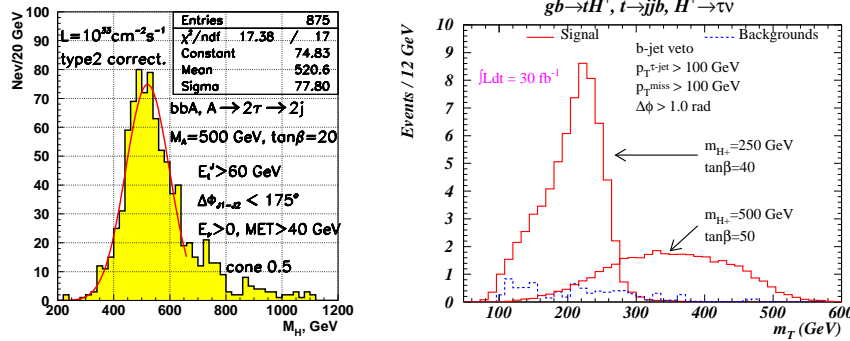 Nev/20 GeV
100
90
80
70
60
50
40
30
20
10
0
200
400
600
800
1000
1200
M_H, GeV
Entries 875
χ²/ndf 17.38 / 17
Constant 74.83
Mean 520.6
Sigma 77.80
L=10³³cm⁻²s⁻¹
type2 correct.
bbA, A→2τ→2j
M_A=500 GeV, tanβ=20
E_t^J>60 GeV
Δϕ_J1-J2 < 175°
E_ν>0, MET>40 GeV
cone 0.5
gb→tH⁺, t→jjb, H⁺→τν
Events / 12 GeV
10
9
8
7
6
5
4
3
2
1
0
0
100
200
300
400
500
600
m_T (GeV)
Signal
Backgrounds
∫Ldt = 30 fb⁻¹
b-jet veto
p_T^τ-jet > 100 GeV
p_T^miss > 100 GeV
Δϕ > 1.0 rad
m_H+=250 GeV
tanβ=40
m_H+=500 GeV
tanβ=50